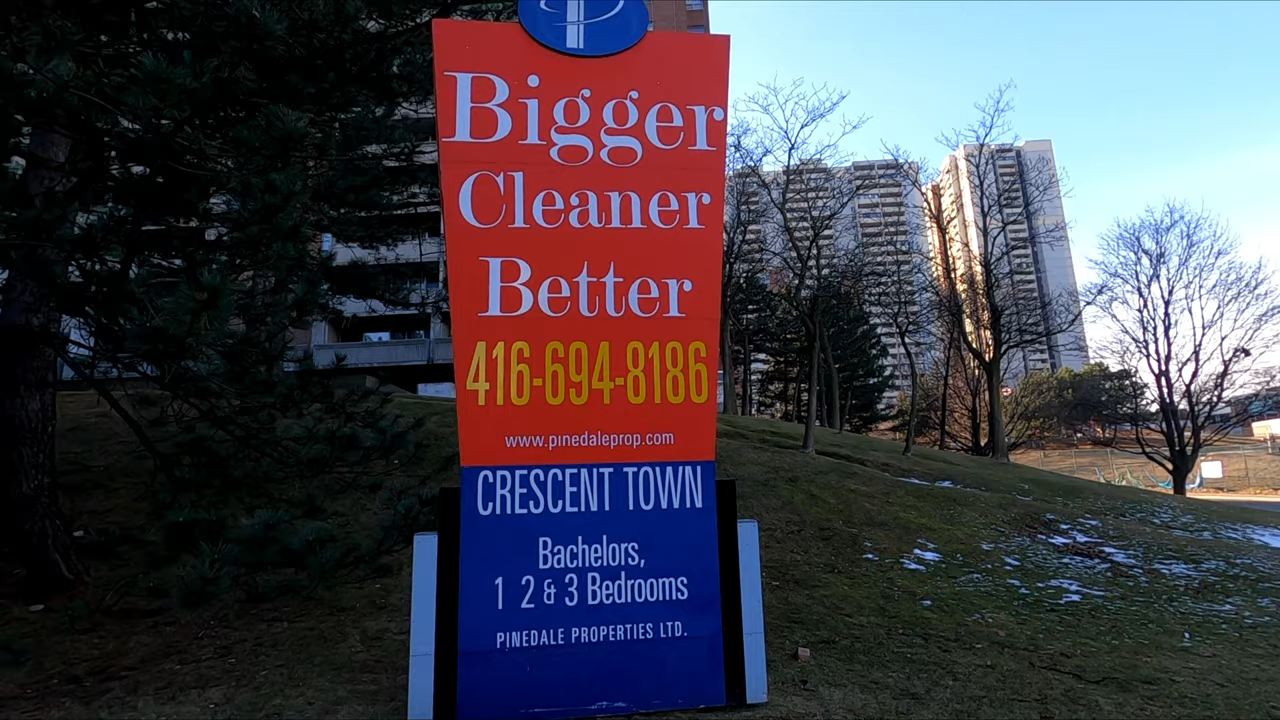 Bigger
Cleaner
Better
416-694-8186
www.pinedaleprop.com
CRESCENT TOWN
Bachelors,
1 2 & 3 Bedrooms
PINEDALE PROPERTIES LTD.